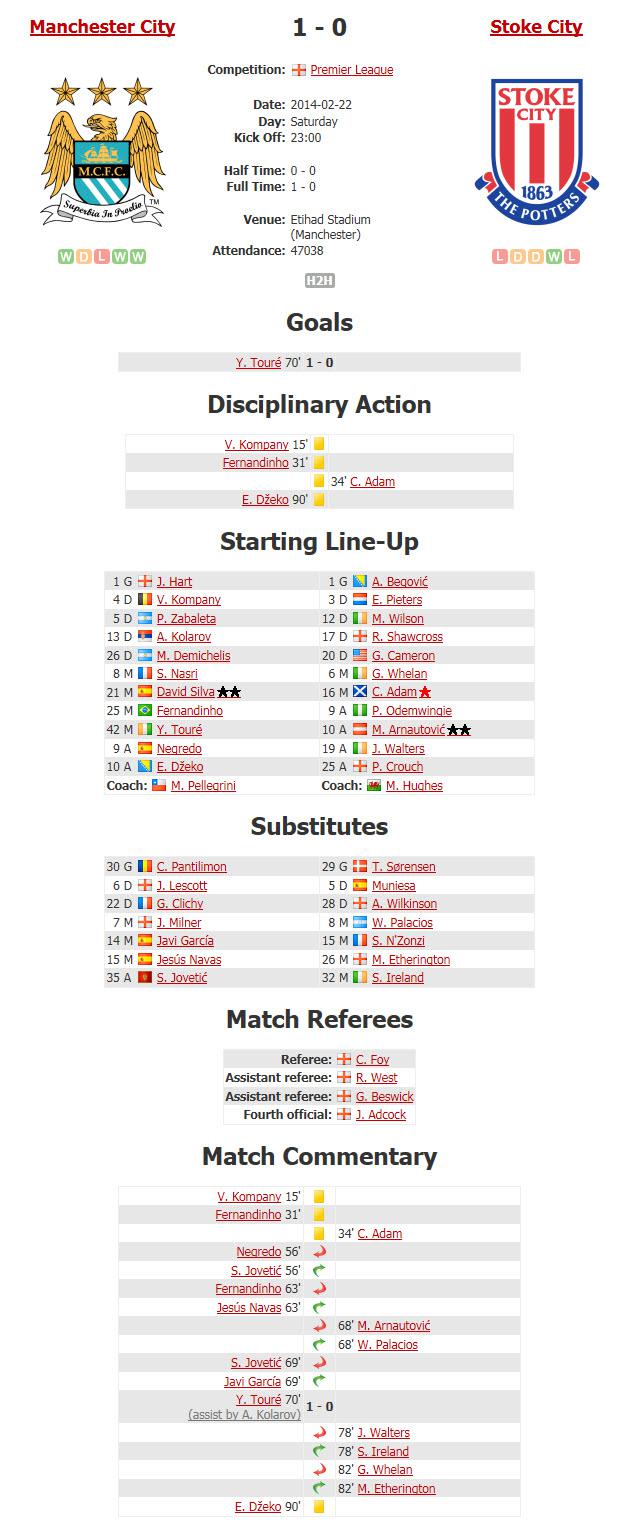 Manchester City 1 - 0 Stoke City
Competition: Premier League
Date: 2014-02-22
Day: Saturday
Kick Off: 23:00
Half Time: 0 - 0
Full Time: 1 - 0
Venue: Etihad Stadium
(Manchester)
Attendance: 47038
M.C.F.C.
Superbia In Proelio TM
STOKE
CITY
1863
THE POTTERS
W D L W W
L D D W L
H2H
Goals
Y. Touré 70' 1 - 0
Disciplinary Action
V. Kompany 15'
Fernandinho 31'
34' C. Adam
E. Džeko 90'
Starting Line-Up
1 G J. Hart 1 G A. Begović
4 D V. Kompany 3 D E. Pieters
5 D P. Zabaleta 12 D M. Wilson
13 D A. Kolarov 17 D R. Shawcross
26 D M. Demichelis 20 D G. Cameron
8 M S. Nasri 6 M G. Whelan
21 M David Silva 16 M C. Adam
25 M Fernandinho 9 A P. Odemwingie
42 M Y. Touré 10 A M. Arnautović
9 A Negredo 19 A J. Walters
10 A E. Džeko 25 A P. Crouch
Coach: M. Pellegrini Coach: M. Hughes
Substitutes
30 G C. Pantilimon 29 G T. Sørensen
6 D J. Lescott 5 D Muniesa
22 D G. Clichy 28 D A. Wilkinson
7 M J. Milner 8 M W. Palacios
14 M Javi García 15 M S. N'Zonzi
15 M Jesús Navas 26 M M. Etherington
35 A S. Jovetić 32 M S. Ireland
Match Referees
Referee: C. Foy
Assistant referee: R. West
Assistant referee: G. Beswick
Fourth official: J. Adcock
Match Commentary
V. Kompany 15'
Fernandinho 31'
34' C. Adam
Negredo 56'
S. Jovetić 56'
Fernandinho 63'
Jesús Navas 63'
68' M. Arnautović
68' W. Palacios
S. Jovetić 69'
Javi García 69'
Y. Touré 70' 1 - 0
(assist by A. Kolarov)
78' J. Walters
78' S. Ireland
82' G. Whelan
82' M. Etherington
E. Džeko 90'